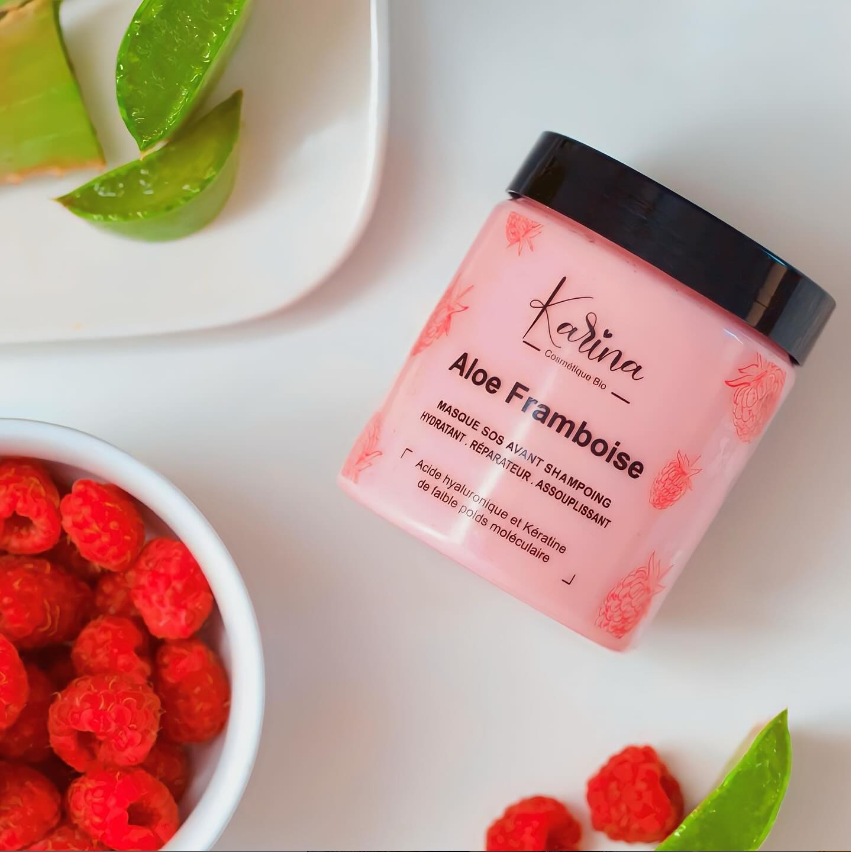 Karina
Cosmétique Bio
Aloe Framboise
MASQUE SOS AVANT SHAMPOING
HYDRATANT . RÉPARATEUR . ASSOUPLISSANT
Acide hyaluronique et Kératine
de faible poids moléculaire